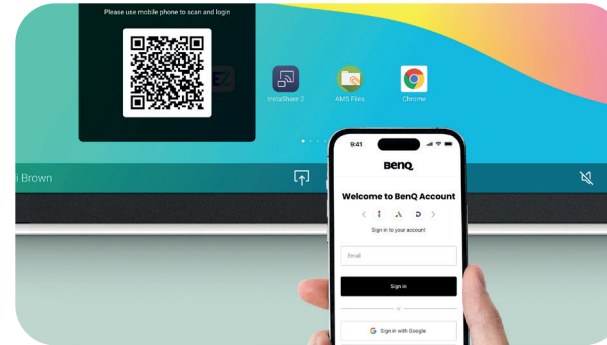 Please use mobile phone to scan and login
InstaShare 2
AMS Files
Chrome
i Brown
9:41
BenQ
Welcome to BenQ Account
Sign in to your account
Email
Sign in
or
Sign in with Google